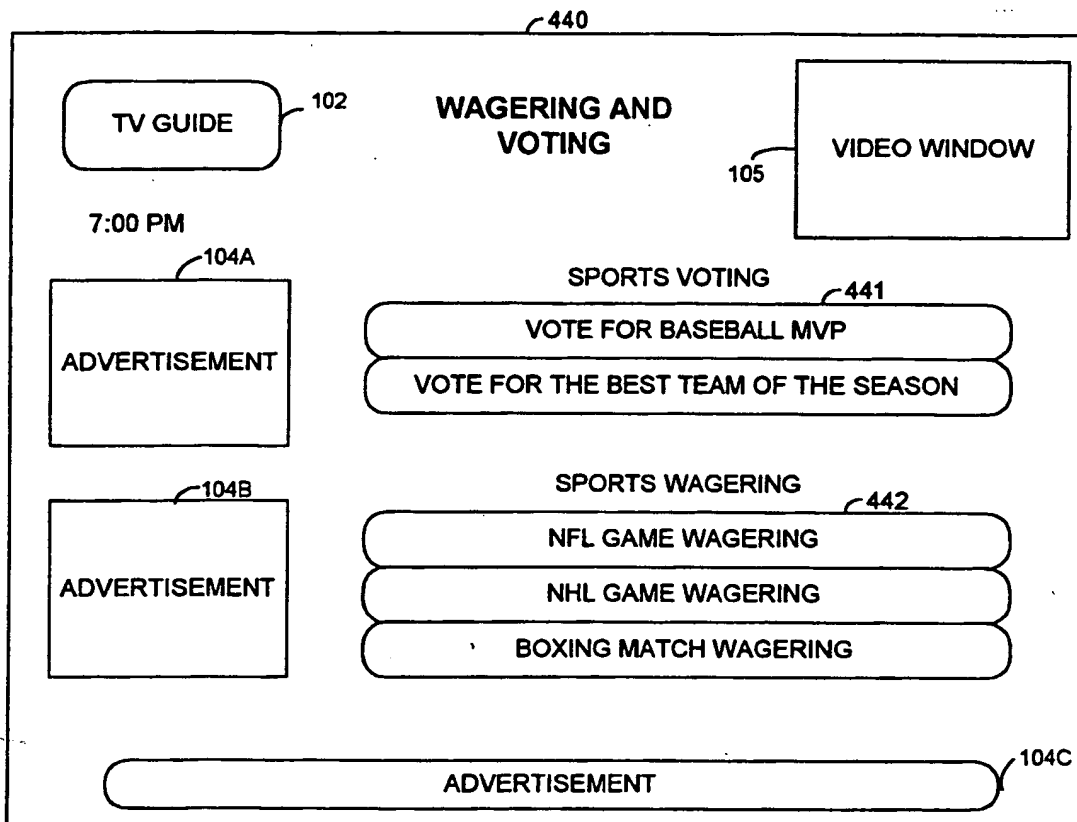 440
TV GUIDE
102
WAGERING AND
VOTING
VIDEO WINDOW
105
7:00 PM
104A
ADVERTISEMENT
SPORTS VOTING
441
VOTE FOR BASEBALL MVP
VOTE FOR THE BEST TEAM OF THE SEASON
104B
ADVERTISEMENT
SPORTS WAGERING
442
NFL GAME WAGERING
NHL GAME WAGERING
BOXING MATCH WAGERING
ADVERTISEMENT
104C